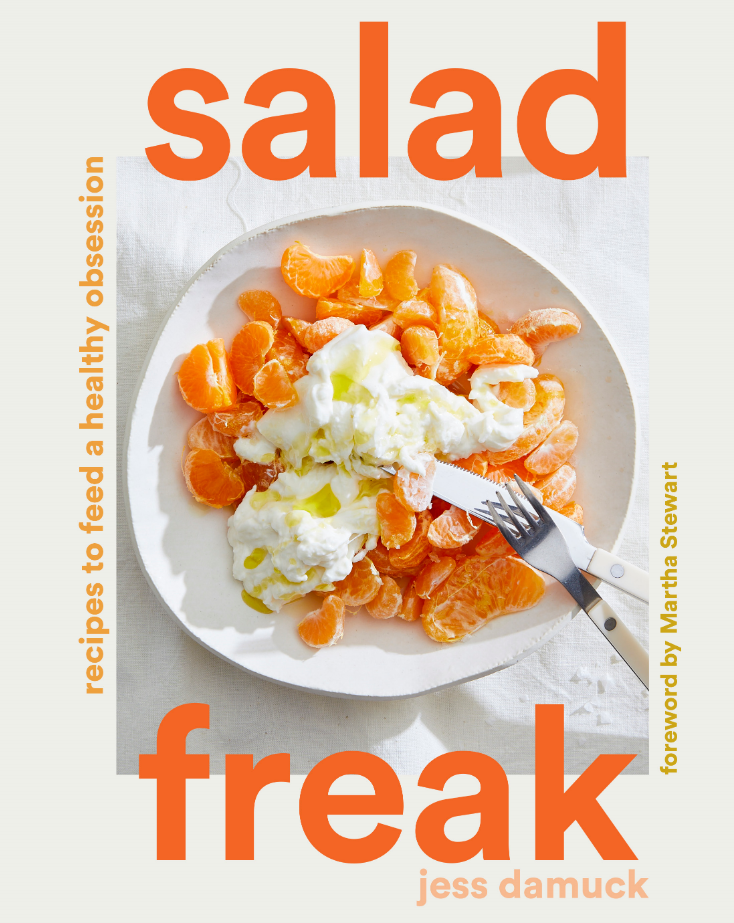 salad
recipes to feed a healthy obsession
foreword by Martha Stewart
freak
jess damuck